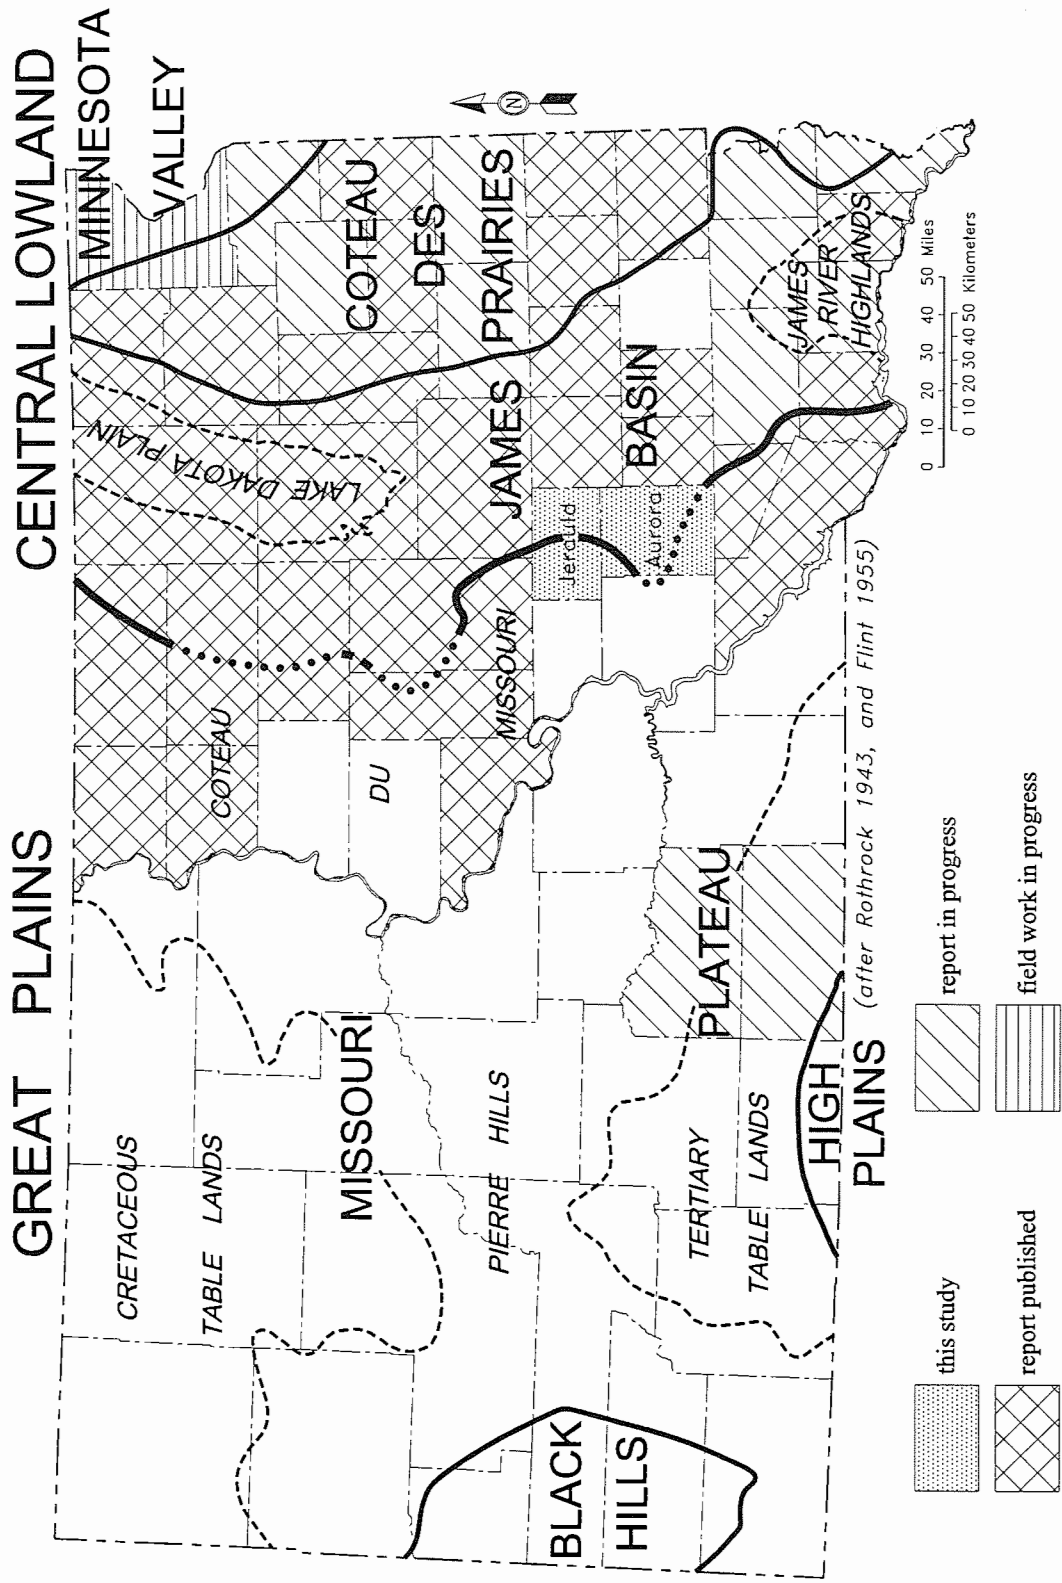 GREAT PLAINS
CENTRAL LOWLAND
MINNESOTA
VALLEY
CRETACEOUS
TABLE LANDS
COTEAU
DU
MISSOURI
LAKE DAKOTA PLAIN
COTEAU
DES
PRAIRIES
MISSOURI
PLATEAU
PIERRE HILLS
JAMES
BASIN
Jerauld
Aurora
BLACK
HILLS
TERTIARY
TABLE LANDS
HIGH
PLAINS
JAMES
RIVER
HIGHLANDS
N
(after Rothrock 1943, and Flint 1955)
0 10 20 30 40 50 Miles
0 10 20 30 40 50 Kilometers
this study
report published
report in progress
field work in progress